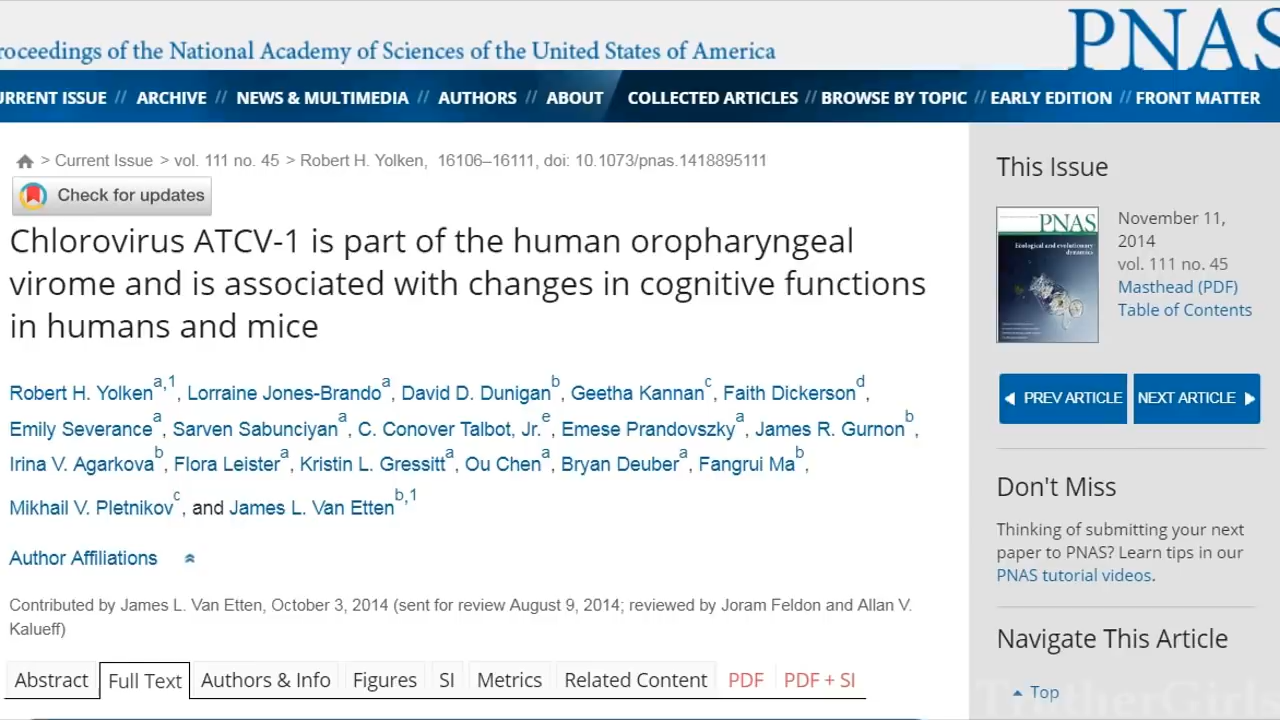 PNAS
roceedings of the National Academy of Sciences of the United States of America
URRENT ISSUE // ARCHIVE // NEWS & MULTIMEDIA // AUTHORS // ABOUT COLLECTED ARTICLES // BROWSE BY TOPIC // EARLY EDITION // FRONT MATTER
> Current Issue > vol. 111 no. 45 > Robert H. Yolken, 16106–16111, doi: 10.1073/pnas.1418895111
Check for updates
Chlorovirus ATCV-1 is part of the human oropharyngeal
virome and is associated with changes in cognitive functions
in humans and mice
Robert H. Yolken a,1, Lorraine Jones-Brando a, David D. Dunigan b, Geetha Kannan c, Faith Dickerson d,
Emily Severance a, Sarven Sabunciyan a, C. Conover Talbot, Jr. e, Emese Prandovszky a, James R. Gurnon b,
Irina V. Agarkova b, Flora Leister a, Kristin L. Gressitt a, Ou Chen a, Bryan Deuber a, Fangrui Ma b,
Mikhail V. Pletnikov c, and James L. Van Etten b,1
Author Affiliations
Contributed by James L. Van Etten, October 3, 2014 (sent for review August 9, 2014; reviewed by Joram Feldon and Allan V.
Kalueff)
Abstract Full Text Authors & Info Figures SI Metrics Related Content PDF PDF + SI
This Issue
PNAS
Ecological and evolutionary
dynamics
November 11,
2014
vol. 111 no. 45
Masthead (PDF)
Table of Contents
PREV ARTICLE NEXT ARTICLE
Don't Miss
Thinking of submitting your next
paper to PNAS? Learn tips in our
PNAS tutorial videos.
Navigate This Article
Top